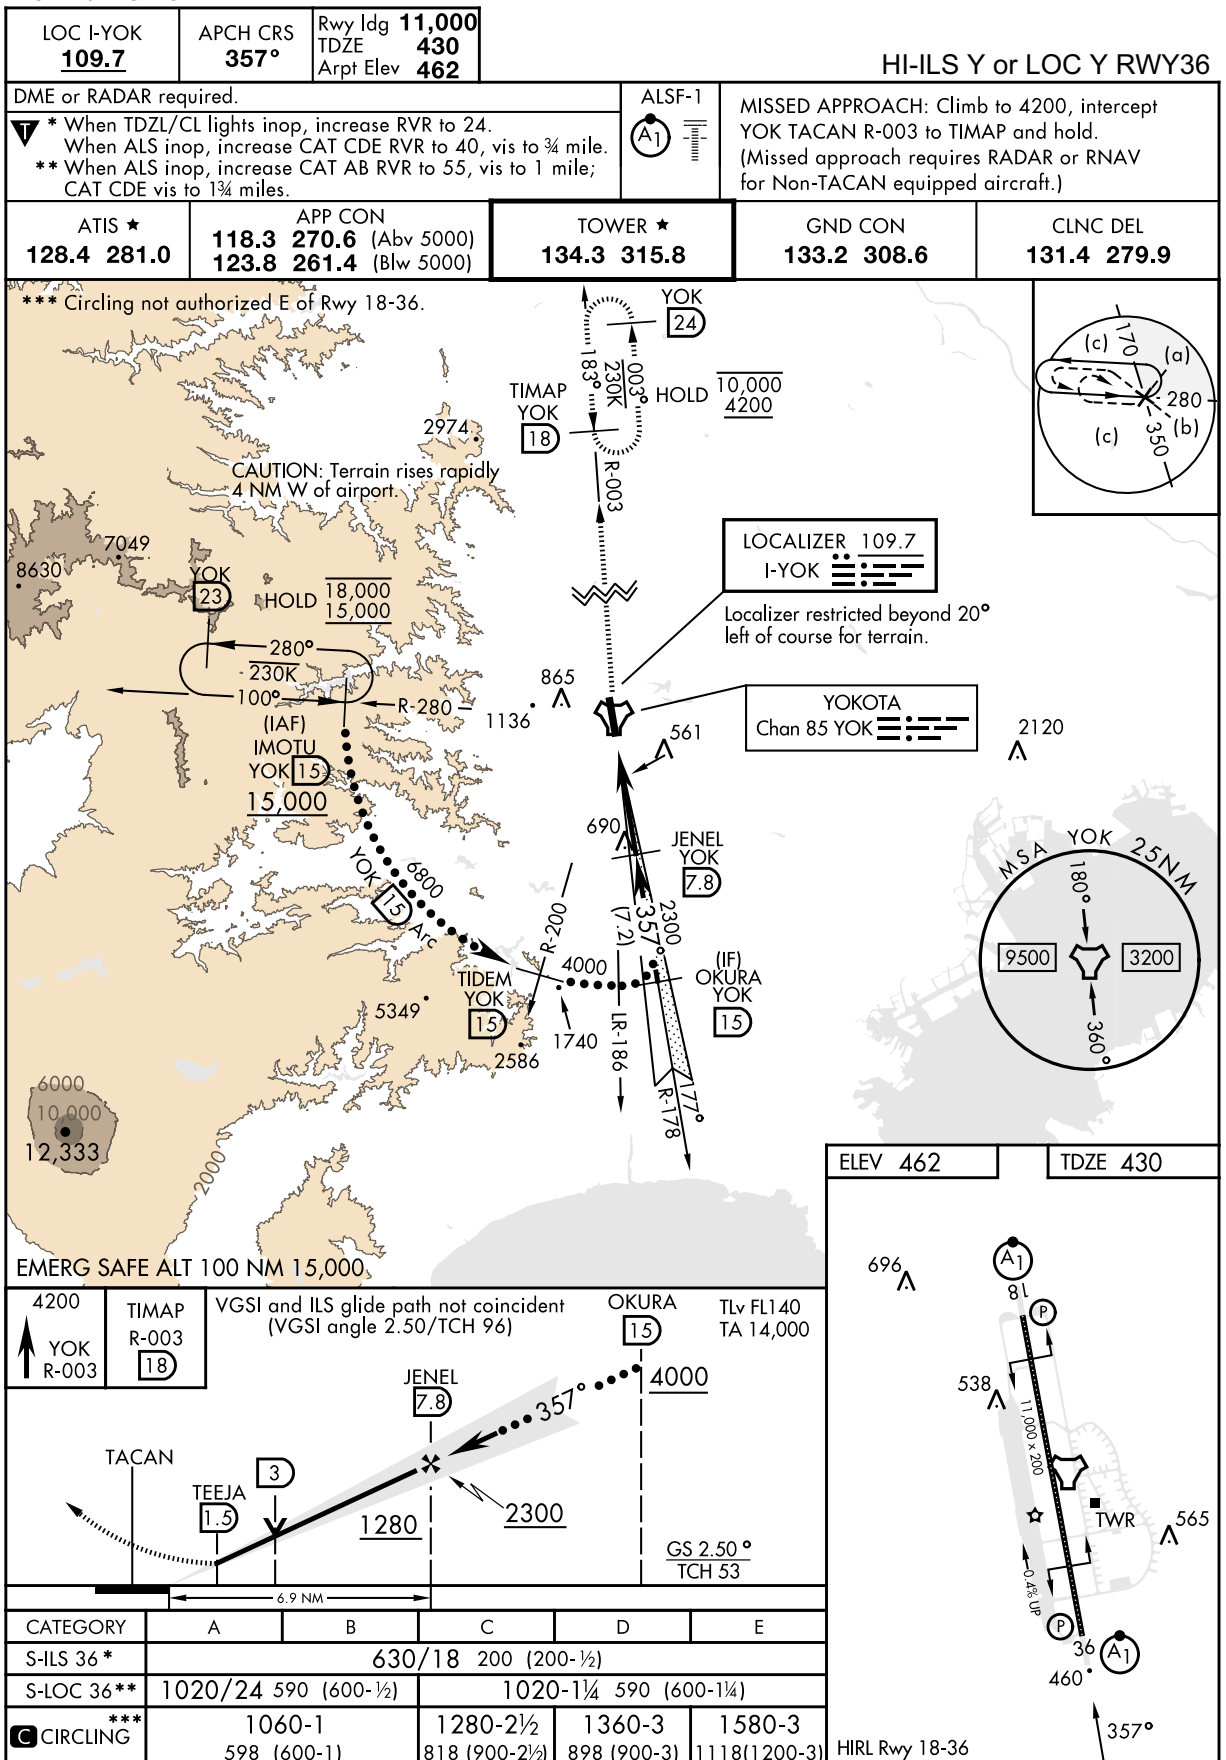 LOC I-YOK
109.7
APCH CRS
357°
Rwy ldg 11,000
TDZE 430
Arpt Elev 462
HI-ILS Y or LOC Y RWY36
DME or RADAR required.
T * When TDZL/CL lights inop, increase RVR to 24.
When ALS inop, increase CAT CDE RVR to 40, vis to ¾ mile.
** When ALS inop, increase CAT AB RVR to 55, vis to 1 mile;
CAT CDE vis to 1¾ miles.
ALSF-1
A1
MISSED APPROACH: Climb to 4200, intercept
YOK TACAN R-003 to TIMAP and hold.
(Missed approach requires RADAR or RNAV
for Non-TACAN equipped aircraft.)
ATIS ★
128.4 281.0
APP CON
118.3 270.6 (Abv 5000)
123.8 261.4 (Blw 5000)
TOWER ★
134.3 315.8
GND CON
133.2 308.6
CLNC DEL
131.4 279.9
*** Circling not authorized E of Rwy 18-36.
YOK
24
183°
230K
003°
HOLD 10,000
4200
TIMAP
YOK
18
R-003
170
(c)
(a)
280
(b)
(c)
350
2974
CAUTION: Terrain rises rapidly
4 NM W of airport.
7049
8630
YOK
23
HOLD 18,000
15,000
280°
230K
100°
R-280
(IAF)
IMOTU
YOK 15
15,000
LOCALIZER 109.7
I-YOK
Localizer restricted beyond 20°
left of course for terrain.
865
1136
YOKOTA
Chan 85 YOK
561
2120
690
JENEL
YOK
7.8
6800
YOK 15 Arc
R-200
(7.2)
357°
2300
4000
(IF)
OKURA
YOK
15
TIDEM
YOK
15
5349
1740
2586
LR-186
R-178
177°
MSA YOK 25NM
180°
9500
3200
360°
6000
10,000
12,333
2000
EMERG SAFE ALT 100 NM 15,000
ELEV 462
TDZE 430
696
A1
18
P
538
11,000 x 200
TWR
565
0.4% UP
P
36
A1
460
357°
HIRL Rwy 18-36
4200
YOK
R-003
TIMAP
R-003
18
VGSI and ILS glide path not coincident
(VGSI angle 2.50/TCH 96)
OKURA
15
TLv FL140
TA 14,000
JENEL
7.8
357°
4000
TACAN
TEEJA
1.5
3
1280
2300
GS 2.50°
TCH 53
6.9 NM
CATEGORY A B C D E
S-ILS 36* 630/18 200 (200-½)
S-LOC 36** 1020/24 590 (600-½) 1020-1¼ 590 (600-1¼)
C CIRCLING *** 1060-1 1280-2½ 1360-3 1580-3
598 (600-1) 818 (900-2½) 898 (900-3) 1118(1200-3)